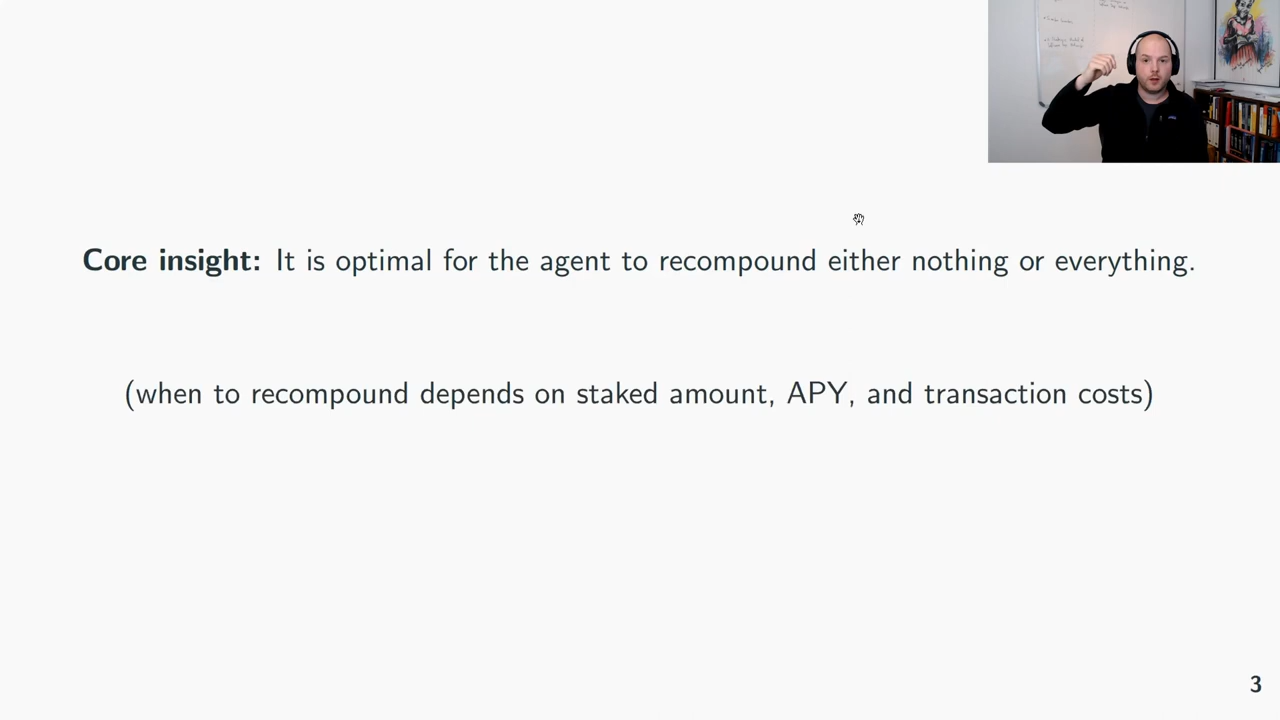 Core insight: It is optimal for the agent to recompound either nothing or everything.
(when to recompound depends on staked amount, APY, and transaction costs)
3